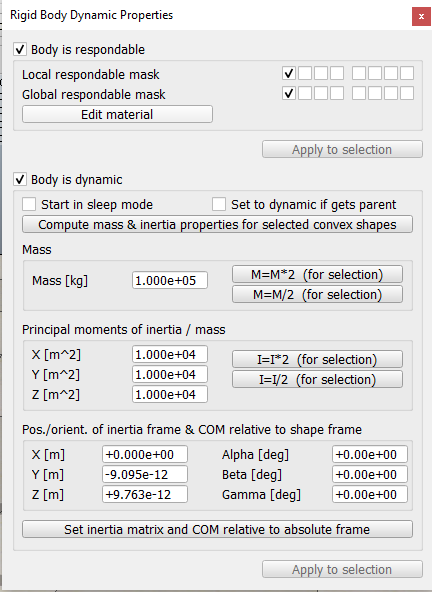 Rigid Body Dynamic Properties x
Body is respondable
Local respondable mask
Global respondable mask
Edit material
Apply to selection
Body is dynamic
Start in sleep mode Set to dynamic if gets parent
Compute mass & inertia properties for selected convex shapes
Mass
Mass [kg] 1.000e+05 M=M*2 (for selection)
M=M/2 (for selection)
Principal moments of inertia / mass
X [m^2] 1.000e+04 I=I*2 (for selection)
Y [m^2] 1.000e+04 I=I/2 (for selection)
Z [m^2] 1.000e+04
Pos./orient. of inertia frame & COM relative to shape frame
X [m] +0.000e+00 Alpha [deg] +0.00e+00
Y [m] -9.095e-12 Beta [deg] +0.00e+00
Z [m] +9.763e-12 Gamma [deg] +0.00e+00
Set inertia matrix and COM relative to absolute frame
Apply to selection